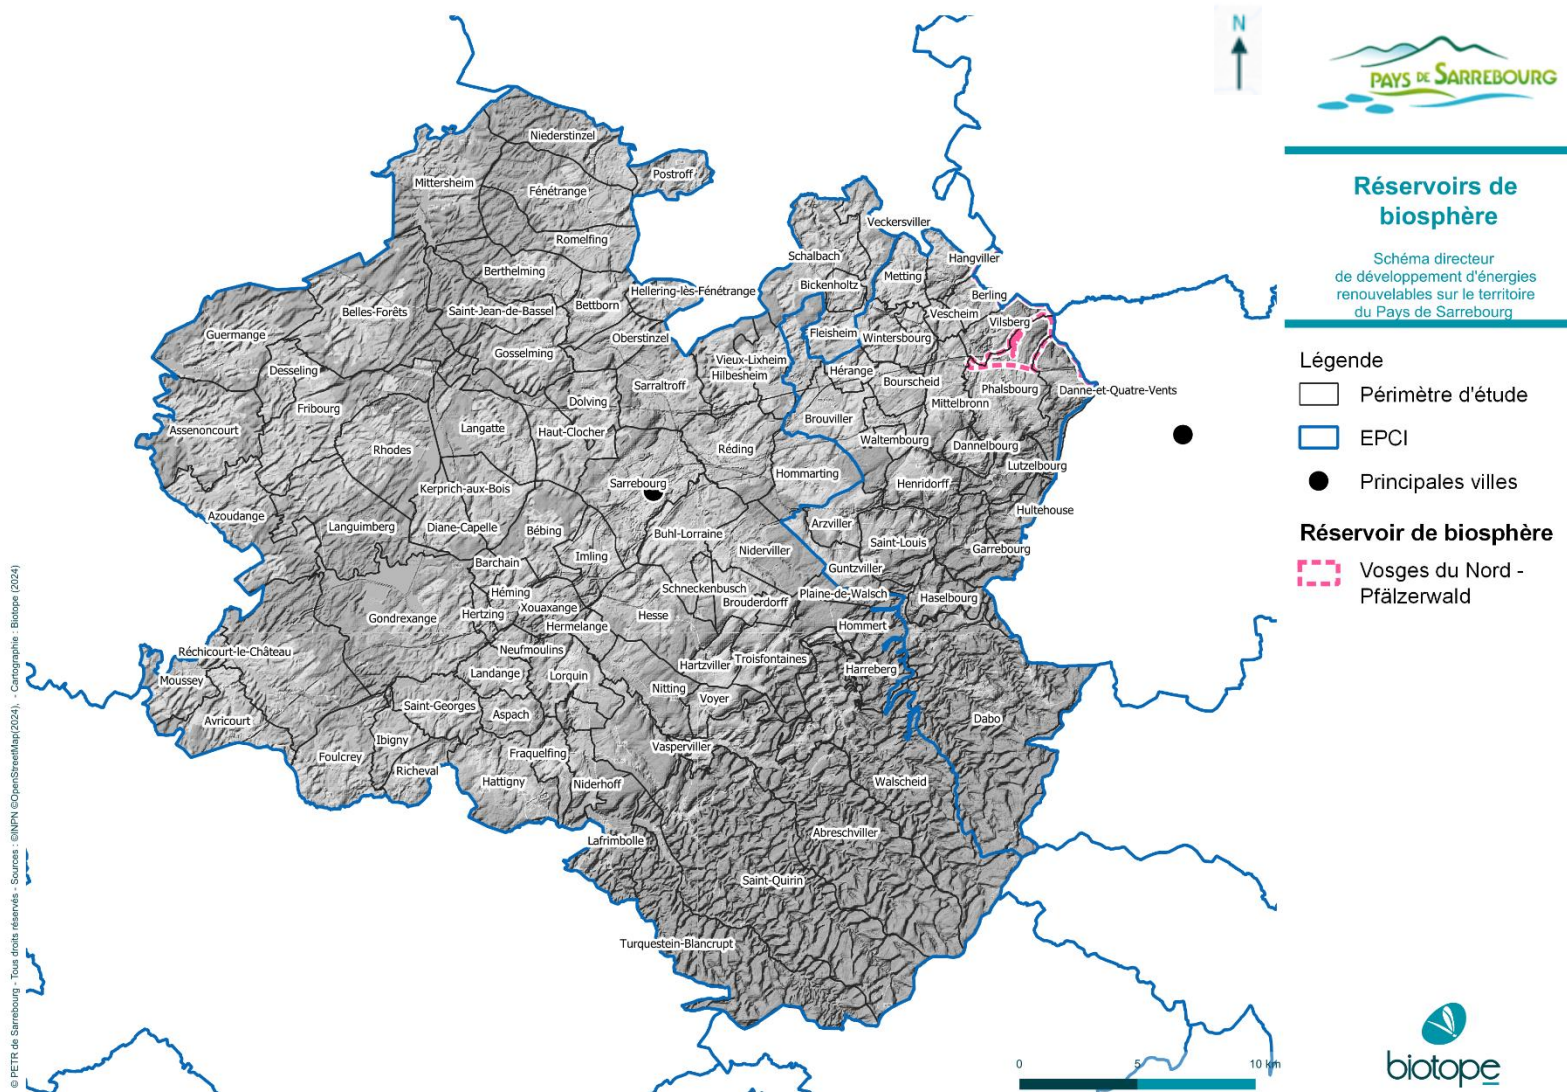 N
PAYS DE SARREBOURG
Réservoirs de
biosphère
Schéma directeur
de développement d'énergies
renouvelables sur le territoire
du Pays de Sarrebourg
Légende
Périmètre d'étude
EPCI
Principales villes
Réservoir de biosphère
Vosges du Nord -
Pfälzerwald
Niederstinzel
Postroff
Mittersheim
Fénétrange
Veckersviller
Romelfing
Schalbach
Hangviller
Berthelming
Metting
Bickenholtz
Hellering-lès-Fénétrange
Berling
Bettborn
Belles-Forêts
Saint-Jean-de-Bassel
Vescheim
Vilsberg
Guermange
Oberstinzel
Fleisheim
Wintersbourg
Gosselming
Vieux-Lixheim
Desseling
Hilbesheim
Hérange
Sarraltroff
Bourscheid
Phalsbourg
Danne-et-Quatre-Vents
Dolving
Mittelbronn
Fribourg
Brouviller
Assenoncourt
Langatte
Haut-Clocher
Waltembourg
Dannelbourg
Rhodes
Réding
Lutzelbourg
Hommarting
Sarrebourg
Henridorff
Kerprich-aux-Bois
Hultehouse
Azoudange
Languimberg
Diane-Capelle
Bébing
Arzviller
Buhl-Lorraine
Saint-Louis
Garrebourg
Niderviller
Imling
Barchain
Guntzviller
Schneckenbusch
Héming
Plaine-de-Walsch
Haselbourg
Brouderdorff
Xouaxange
Hertzing
Hesse
Gondrexange
Hermelange
Hommert
Neufmoulins
Réchicourt-le-Château
Troisfontaines
Hartzviller
Harreberg
Landange
Lorquin
Moussey
Nitting
Voyer
Saint-Georges
Aspach
Avricourt
Dabo
Ibigny
Vasperviller
Fraquelfing
Foulcrey
Richeval
Hattigny
Niderhoff
Walscheid
Abreschviller
Lafrimbolle
Saint-Quirin
Turquestein-Blancrupt
0 5 10 km
biotope
© PETR de Sarrebourg - Tous droits réservés - Sources : ©INPN ©OpenStreetMap(2024), - Cartographie : Biotope (2024)